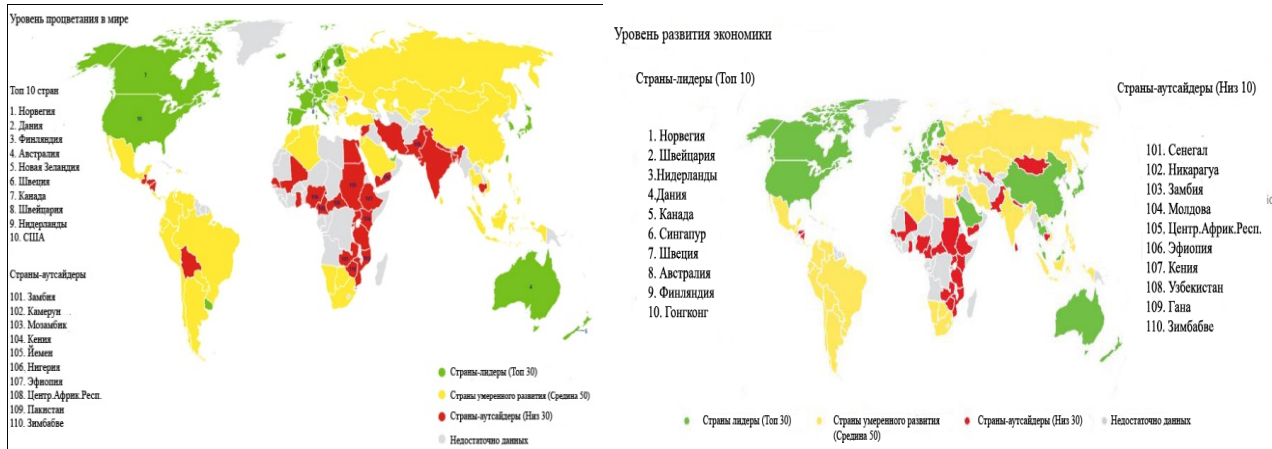 Уровень процветания в мире
Топ 10 стран
1. Норвегия
2. Дания
3. Финляндия
4. Австралия
5. Новая Зеландия
6. Швеция
7. Канада
8. Швейцария
9. Нидерланды
10. США
Страны-аутсайдеры
101. Замбия
102. Камерун
103. Мозамбик
104. Кения
105. Йемен
106. Нигерия
107. Эфиопия
108. Центр.Африк.Респ.
109. Пакистан
110. Зимбабве
Страны-лидеры (Топ 30)
Страны умеренного развития (Средина 50)
Страны-аутсайдеры (Низ 30)
Недостаточно данных
Уровень развития экономики
Страны-лидеры (Топ 10)
1. Норвегия
2. Швейцария
3.Нидерланды
4.Дания
5. Канада
6. Сингапур
7. Швеция
8. Австралия
9. Финляндия
10. Гонгконг
Страны-аутсайдеры (Низ 10)
101. Сенегал
102. Никарагуа
103. Замбия
104. Молдова
105. Центр.Африк.Респ.
106. Эфиопия
107. Кения
108. Узбекистан
109. Гана
110. Зимбабве
Страны лидеры (Топ 30)
Страны умеренного развития
(Средина 50)
Страны-аутсайдеры (Низ 30)
Недостаточно данных